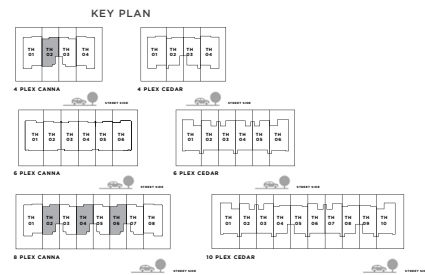 KEY PLAN
TH 01 TH 02 TH 03 TH 04
4 PLEX CANNA
STREET SIDE
TH 01 TH 02 TH 03 TH 04
4 PLEX CEDAR
STREET SIDE
TH 01 TH 02 TH 03 TH 04 TH 05 TH 06
6 PLEX CANNA
STREET SIDE
TH 01 TH 02 TH 03 TH 04 TH 05 TH 06
6 PLEX CEDAR
STREET SIDE
TH 01 TH 02 TH 03 TH 04 TH 05 TH 06 TH 07 TH 08
8 PLEX CANNA
STREET SIDE
TH 01 TH 02 TH 03 TH 04 TH 05 TH 06 TH 07 TH 08 TH 09 TH 10
10 PLEX CEDAR
STREET SIDE